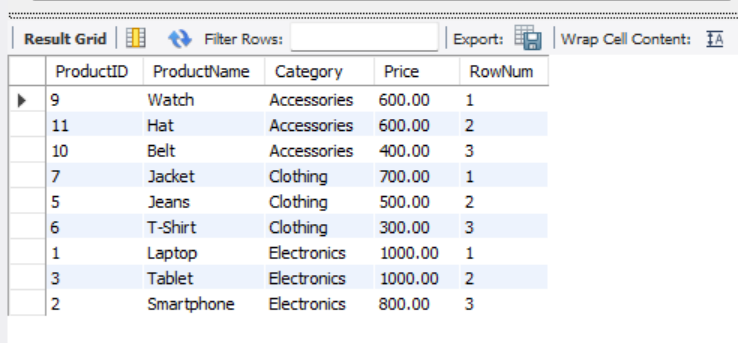 Result Grid Filter Rows: Export: Wrap Cell Content: IA
ProductID ProductName Category Price RowNum
9 Watch Accessories 600.00 1
11 Hat Accessories 600.00 2
10 Belt Accessories 400.00 3
7 Jacket Clothing 700.00 1
5 Jeans Clothing 500.00 2
6 T-Shirt Clothing 300.00 3
1 Laptop Electronics 1000.00 1
3 Tablet Electronics 1000.00 2
2 Smartphone Electronics 800.00 3